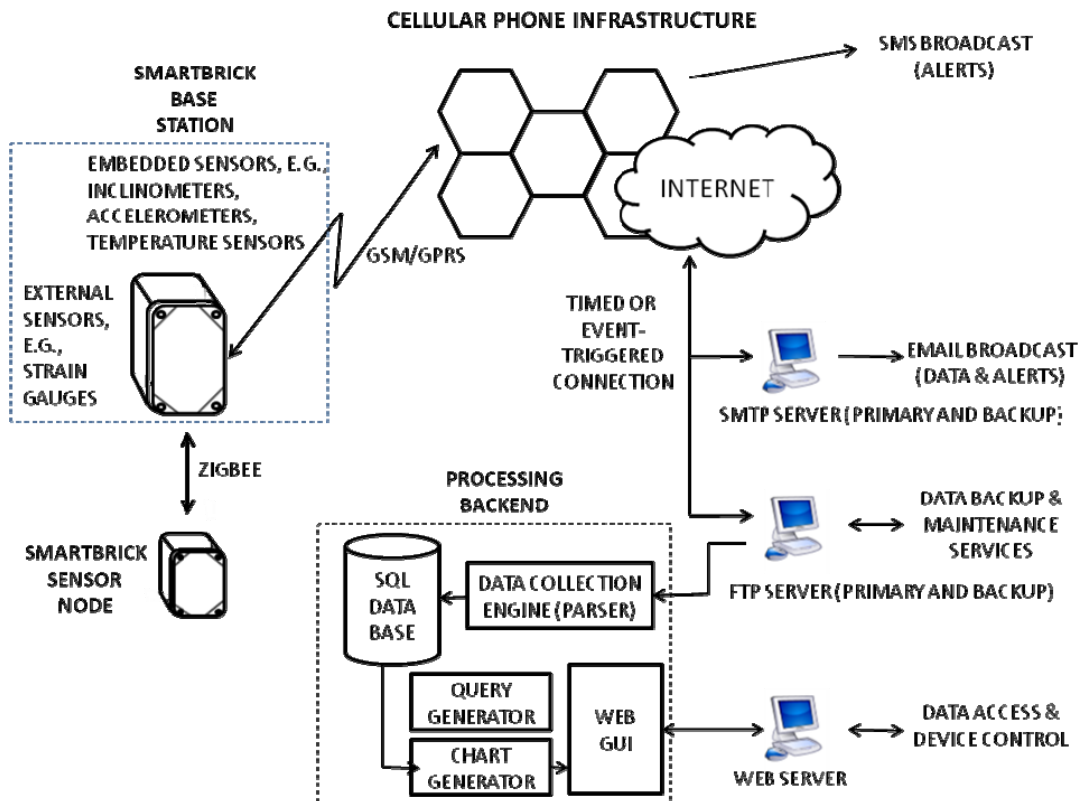 CELLULAR PHONE INFRASTRUCTURE
SMS BROADCAST
(ALERTS)
SMARTBRICK
BASE
STATION
EMBEDDED SENSORS, E.G.,
INCLINOMETERS,
ACCELEROMETERS,
TEMPERATURE SENSORS
EXTERNAL
SENSORS,
E.G.,
STRAIN
GAUGES
GSM/GPRS
INTERNET
TIMED OR
EVENT-
TRIGGERED
CONNECTION
EMAIL BROADCAST
(DATA & ALERTS)
SMTP SERVER (PRIMARY AND BACKUP)
ZIGBEE
SMARTBRICK
SENSOR
NODE
PROCESSING
BACKEND
DATA BACKUP &
MAINTENANCE
SERVICES
FTP SERVER (PRIMARY AND BACKUP)
SQL
DATA
BASE
DATA COLLECTION
ENGINE (PARSER)
QUERY
GENERATOR
CHART
GENERATOR
WEB
GUI
DATA ACCESS &
DEVICE CONTROL
WEB SERVER